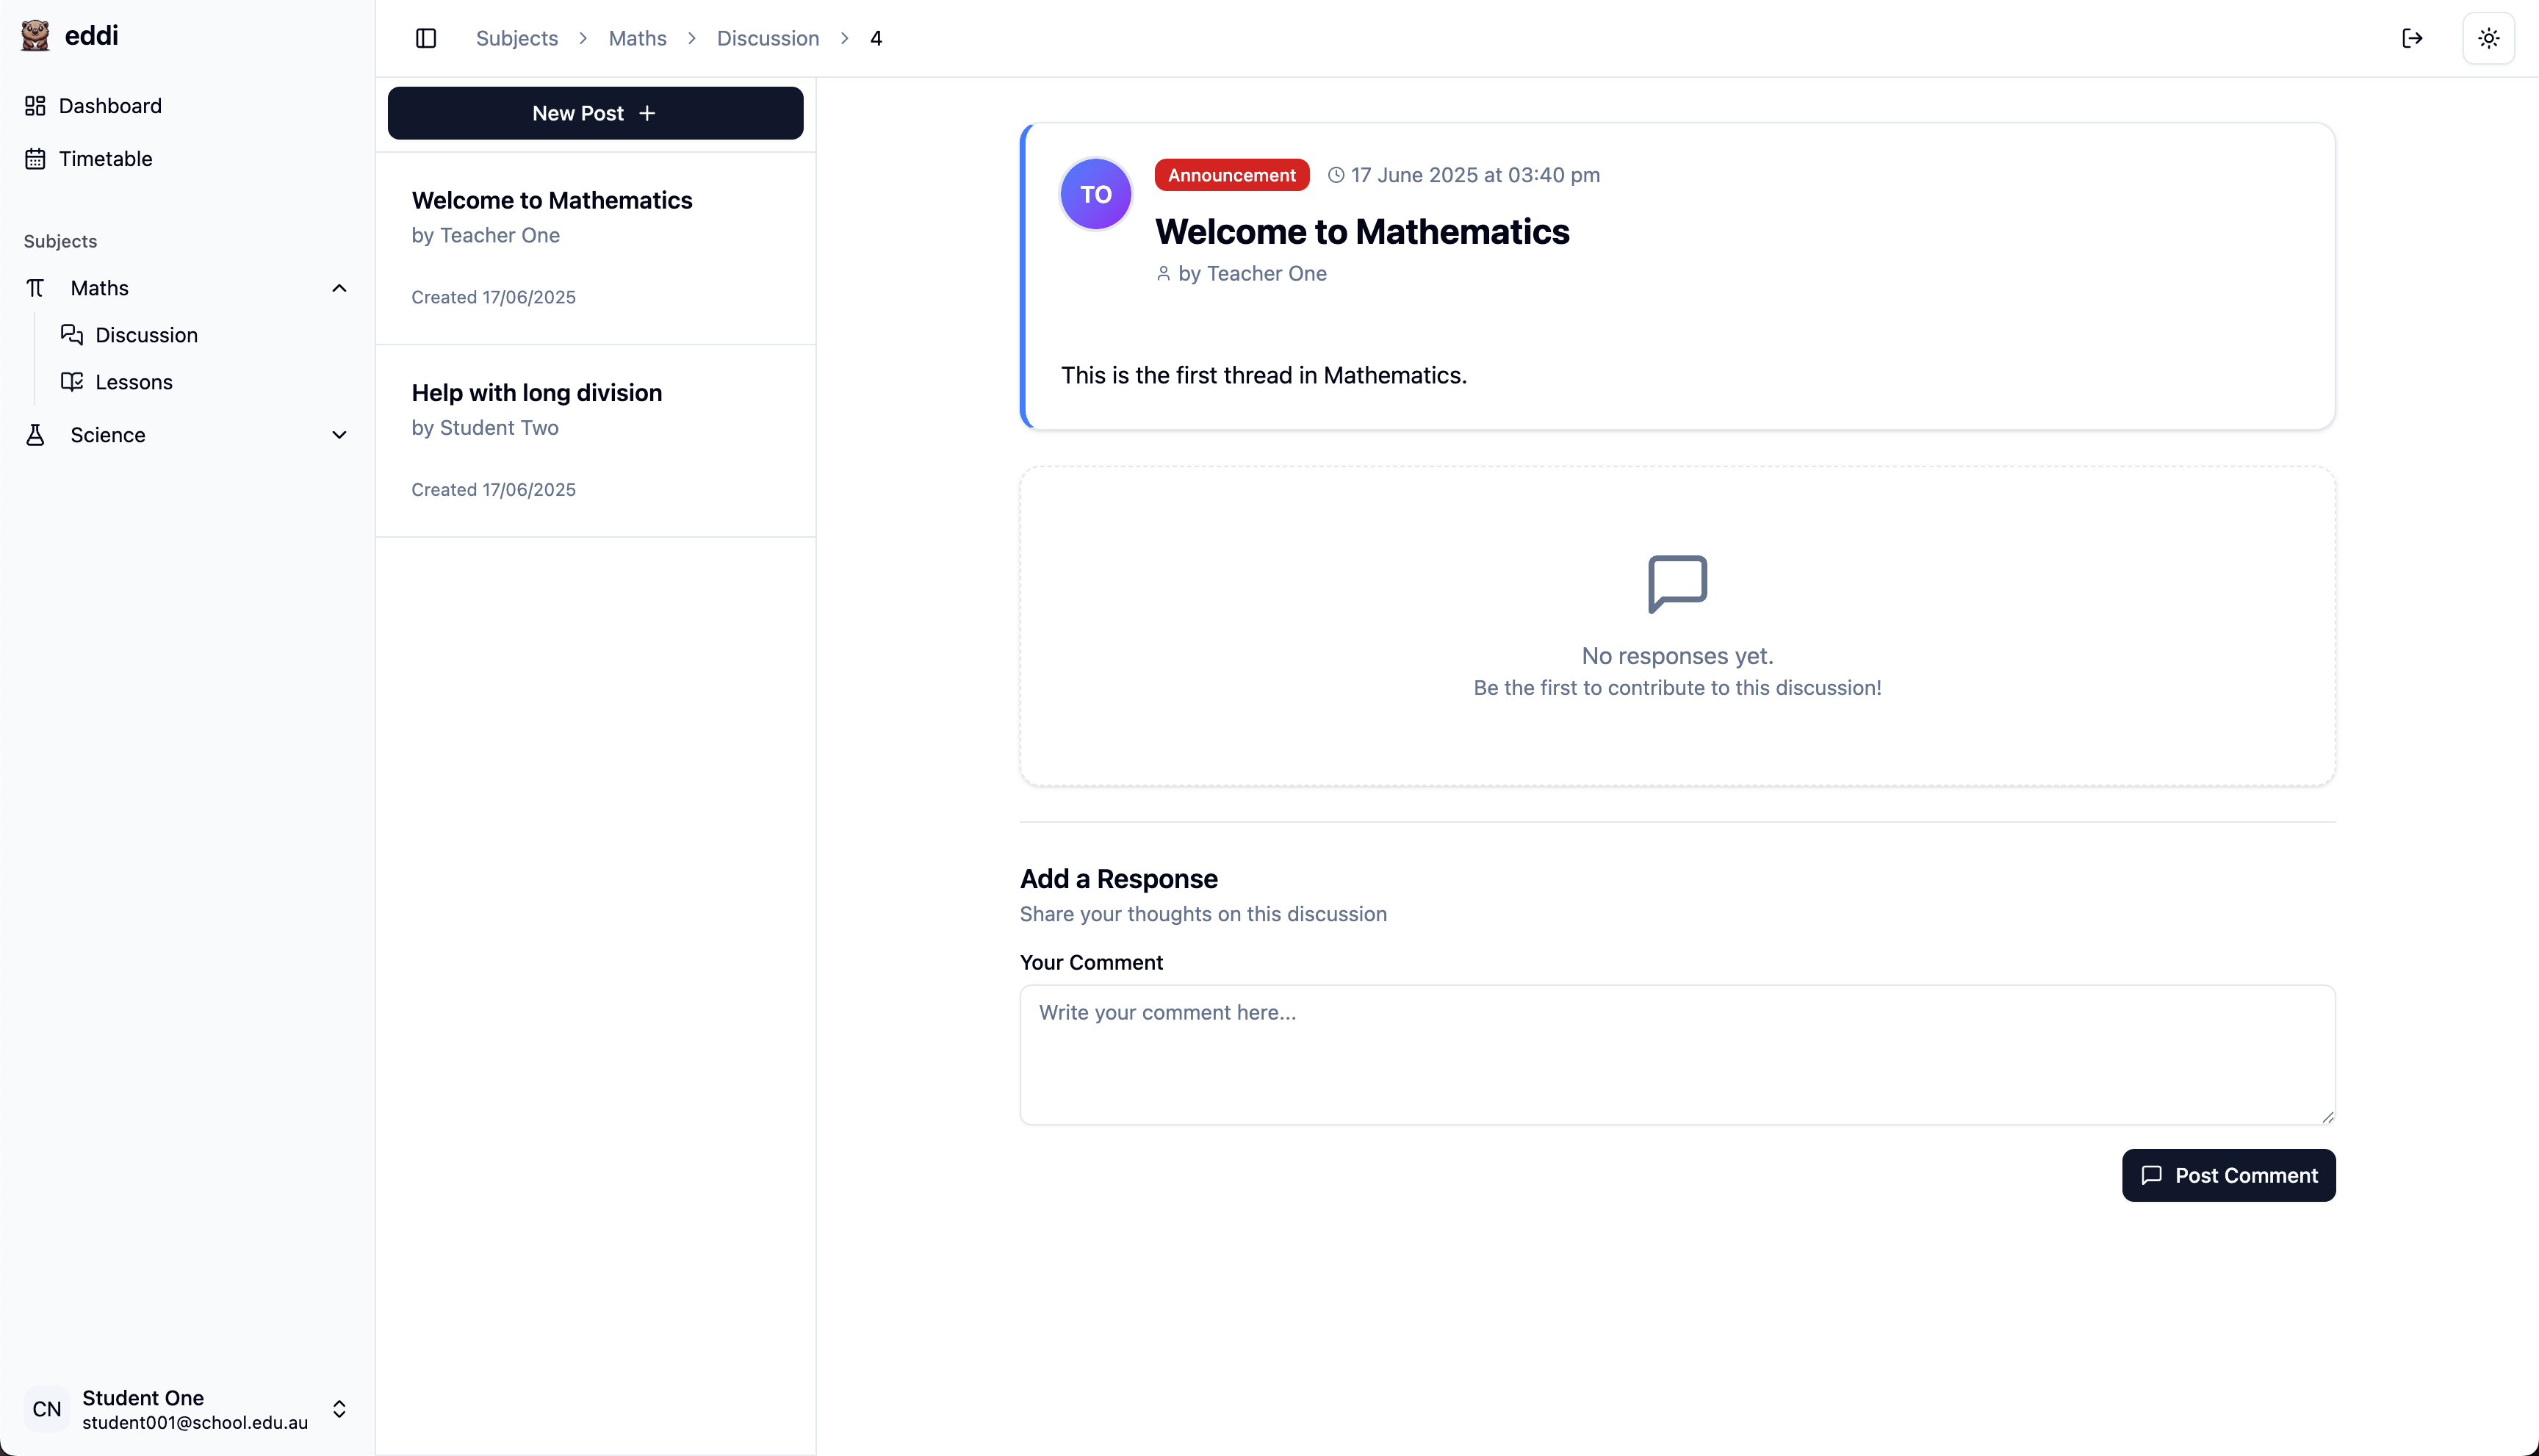 eddi
Dashboard
Timetable
Subjects
Maths
Discussion
Lessons
Science
CN
Student One
student001@school.edu.au
Subjects > Maths > Discussion > 4
New Post +
Welcome to Mathematics
by Teacher One
Created 17/06/2025
Help with long division
by Student Two
Created 17/06/2025
TO
Announcement 17 June 2025 at 03:40 pm
Welcome to Mathematics
by Teacher One
This is the first thread in Mathematics.
No responses yet.
Be the first to contribute to this discussion!
Add a Response
Share your thoughts on this discussion
Your Comment
Write your comment here...
Post Comment